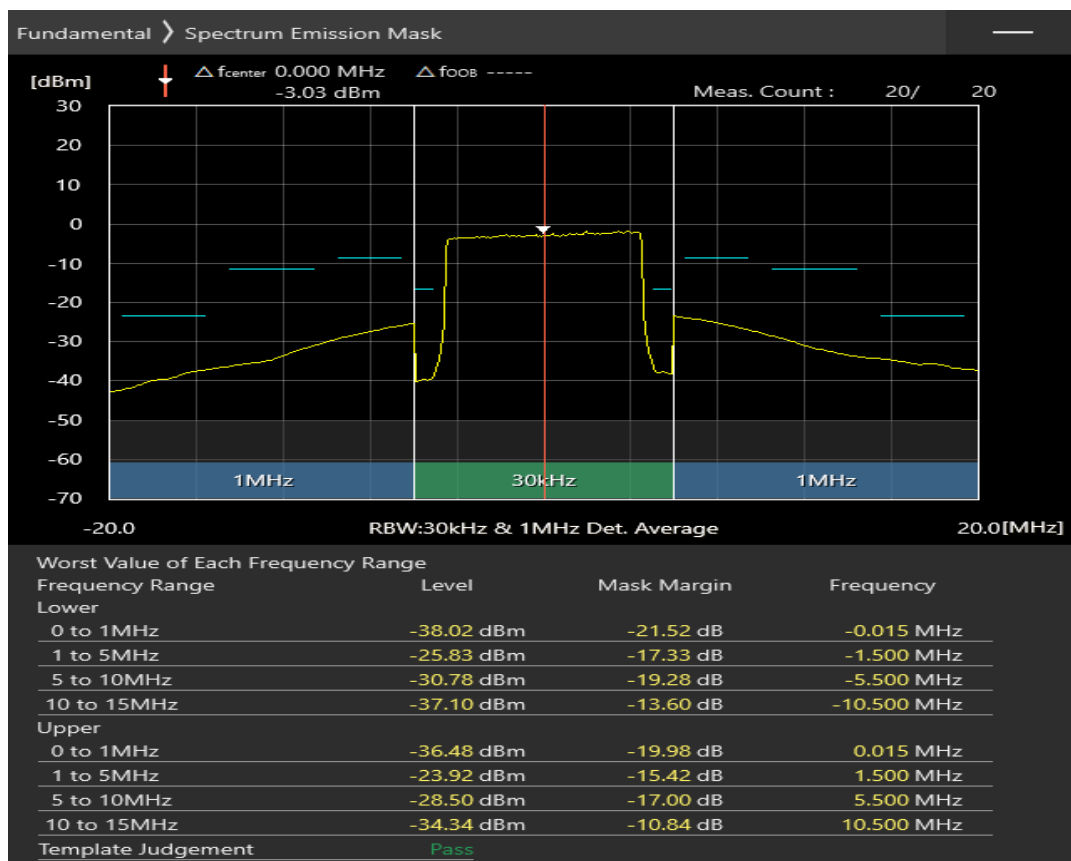 Fundamental ❯ Spectrum Emission Mask
[dBm] △ fcenter 0.000 MHz △ fOOB -----
-3.03 dBm Meas. Count : 20/ 20
30
20
10
0
-10
-20
-30
-40
-50
-60
1MHz 30kHz 1MHz
-70
-20.0 RBW:30kHz & 1MHz Det. Average 20.0[MHz]
Worst Value of Each Frequency Range
Frequency Range Level Mask Margin Frequency
Lower
0 to 1MHz -38.02 dBm -21.52 dB -0.015 MHz
1 to 5MHz -25.83 dBm -17.33 dB -1.500 MHz
5 to 10MHz -30.78 dBm -19.28 dB -5.500 MHz
10 to 15MHz -37.10 dBm -13.60 dB -10.500 MHz
Upper
0 to 1MHz -36.48 dBm -19.98 dB 0.015 MHz
1 to 5MHz -23.92 dBm -15.42 dB 1.500 MHz
5 to 10MHz -28.50 dBm -17.00 dB 5.500 MHz
10 to 15MHz -34.34 dBm -10.84 dB 10.500 MHz
Template Judgement Pass